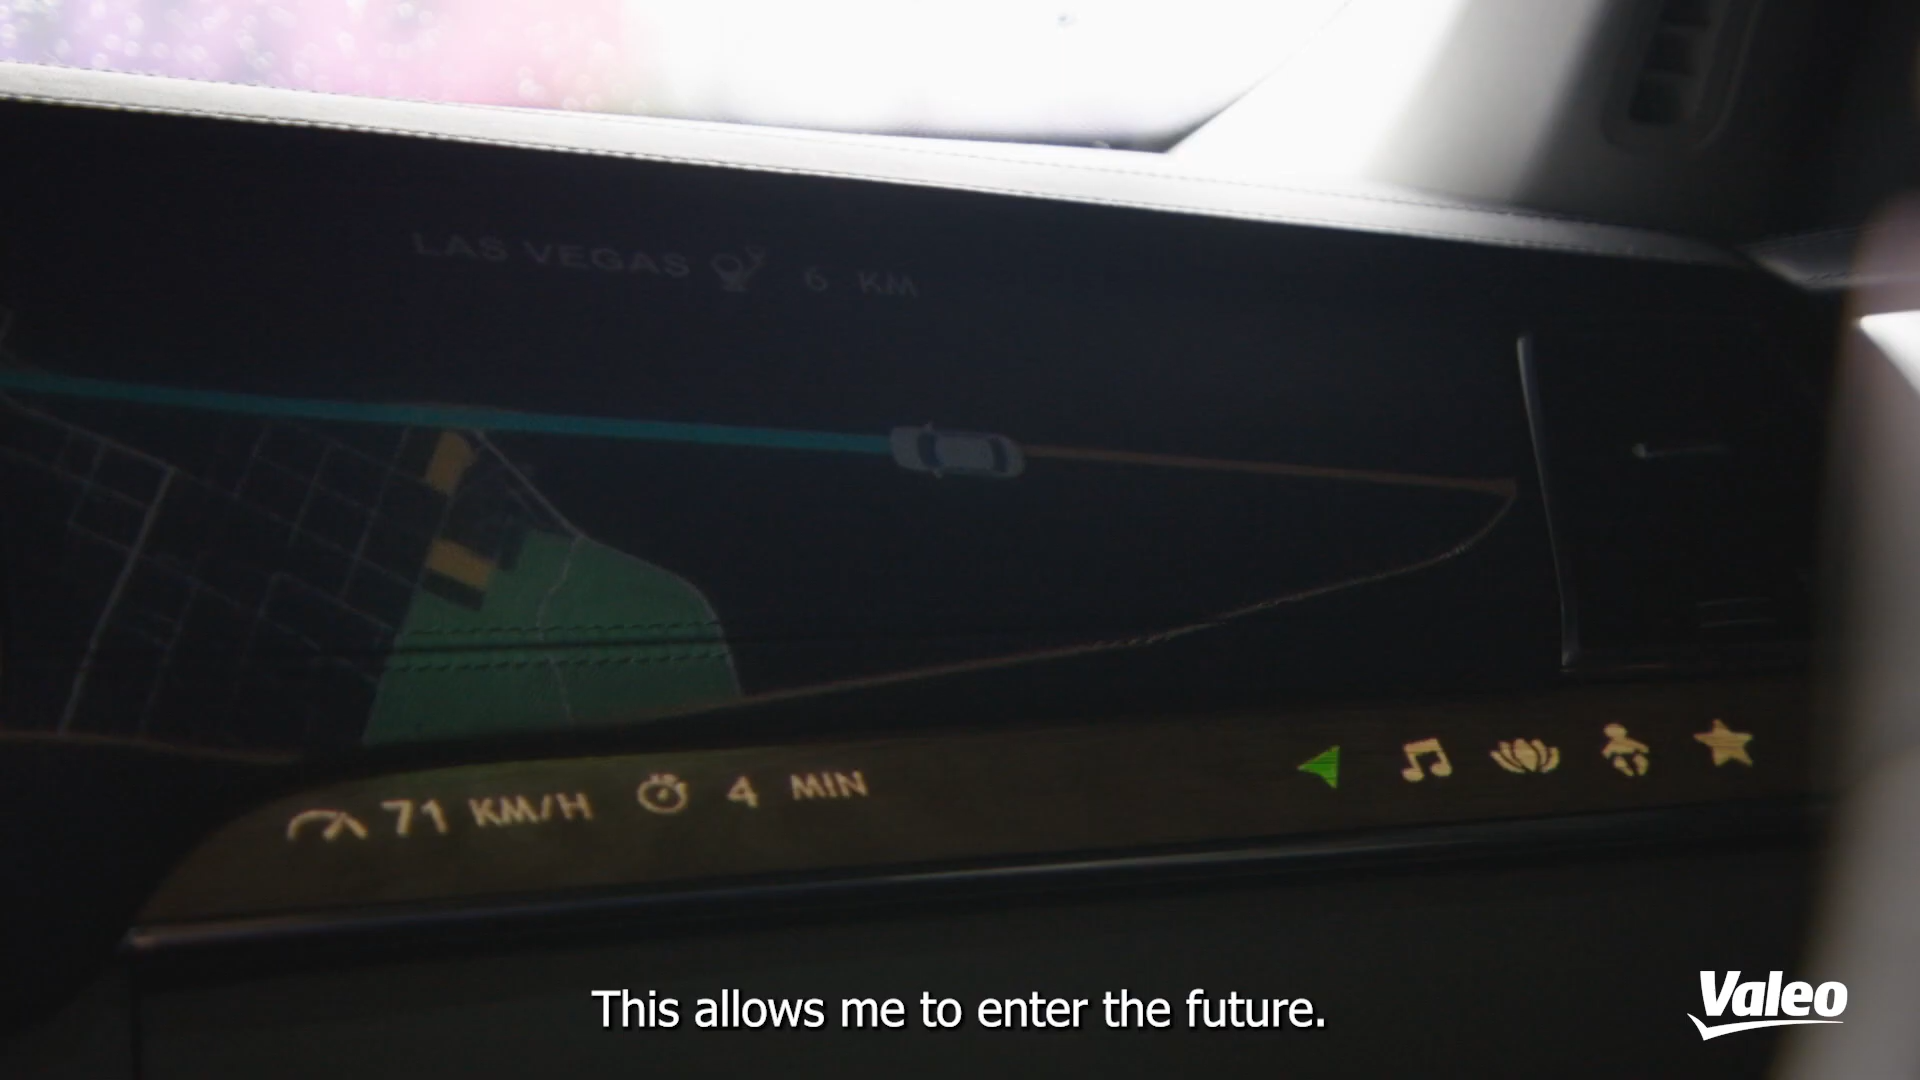 LAS VEGAS 6 KM
71 KM/H 4 MIN
This allows me to enter the future.
Valeo